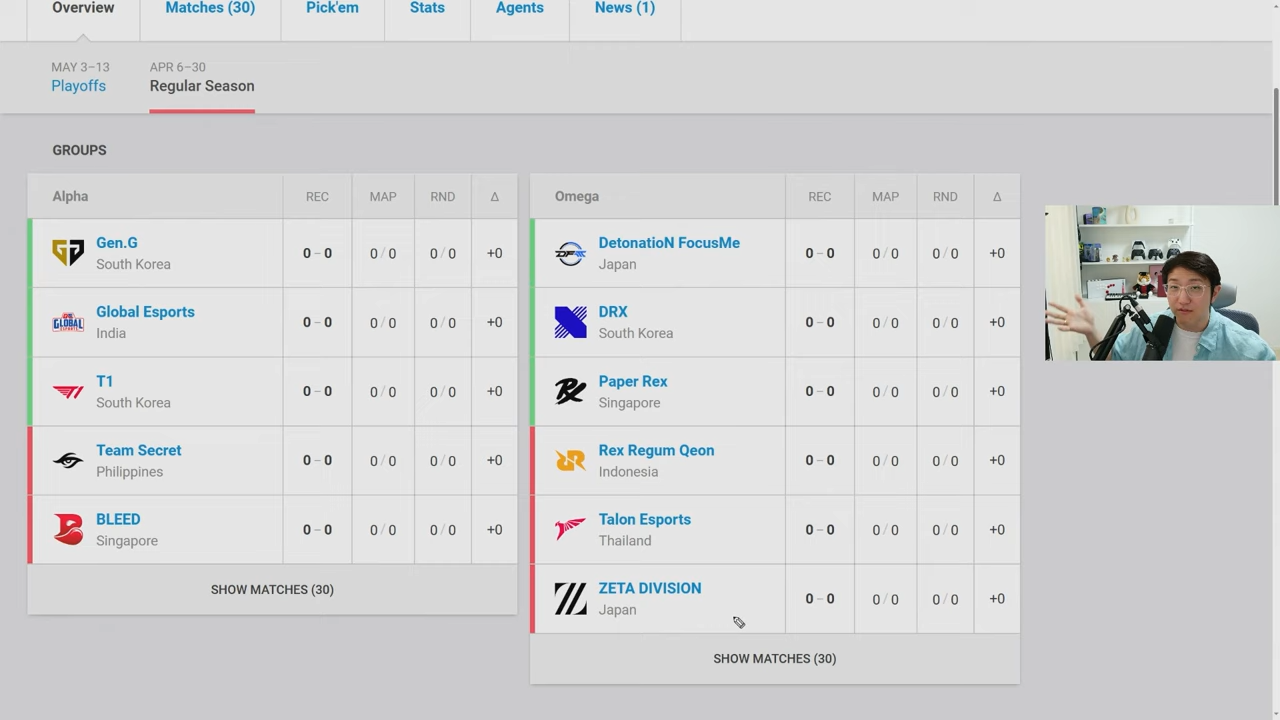 Overview Matches (30) Pick'em Stats Agents News (1)
MAY 3–13 APR 6–30
Playoffs Regular Season
GROUPS
Alpha REC MAP RND Δ
Gen.G
South Korea
0 – 0 0 / 0 0 / 0 +0
Global Esports
India
0 – 0 0 / 0 0 / 0 +0
T1
South Korea
0 – 0 0 / 0 0 / 0 +0
Team Secret
Philippines
0 – 0 0 / 0 0 / 0 +0
BLEED
Singapore
0 – 0 0 / 0 0 / 0 +0
SHOW MATCHES (30)
Omega REC MAP RND Δ
DetonatioN FocusMe
Japan
0 – 0 0 / 0 0 / 0 +0
DRX
South Korea
0 – 0 0 / 0 0 / 0 +0
Paper Rex
Singapore
0 – 0 0 / 0 0 / 0 +0
Rex Regum Qeon
Indonesia
0 – 0 0 / 0 0 / 0 +0
Talon Esports
Thailand
0 – 0 0 / 0 0 / 0 +0
ZETA DIVISION
Japan
0 – 0 0 / 0 0 / 0 +0
SHOW MATCHES (30)